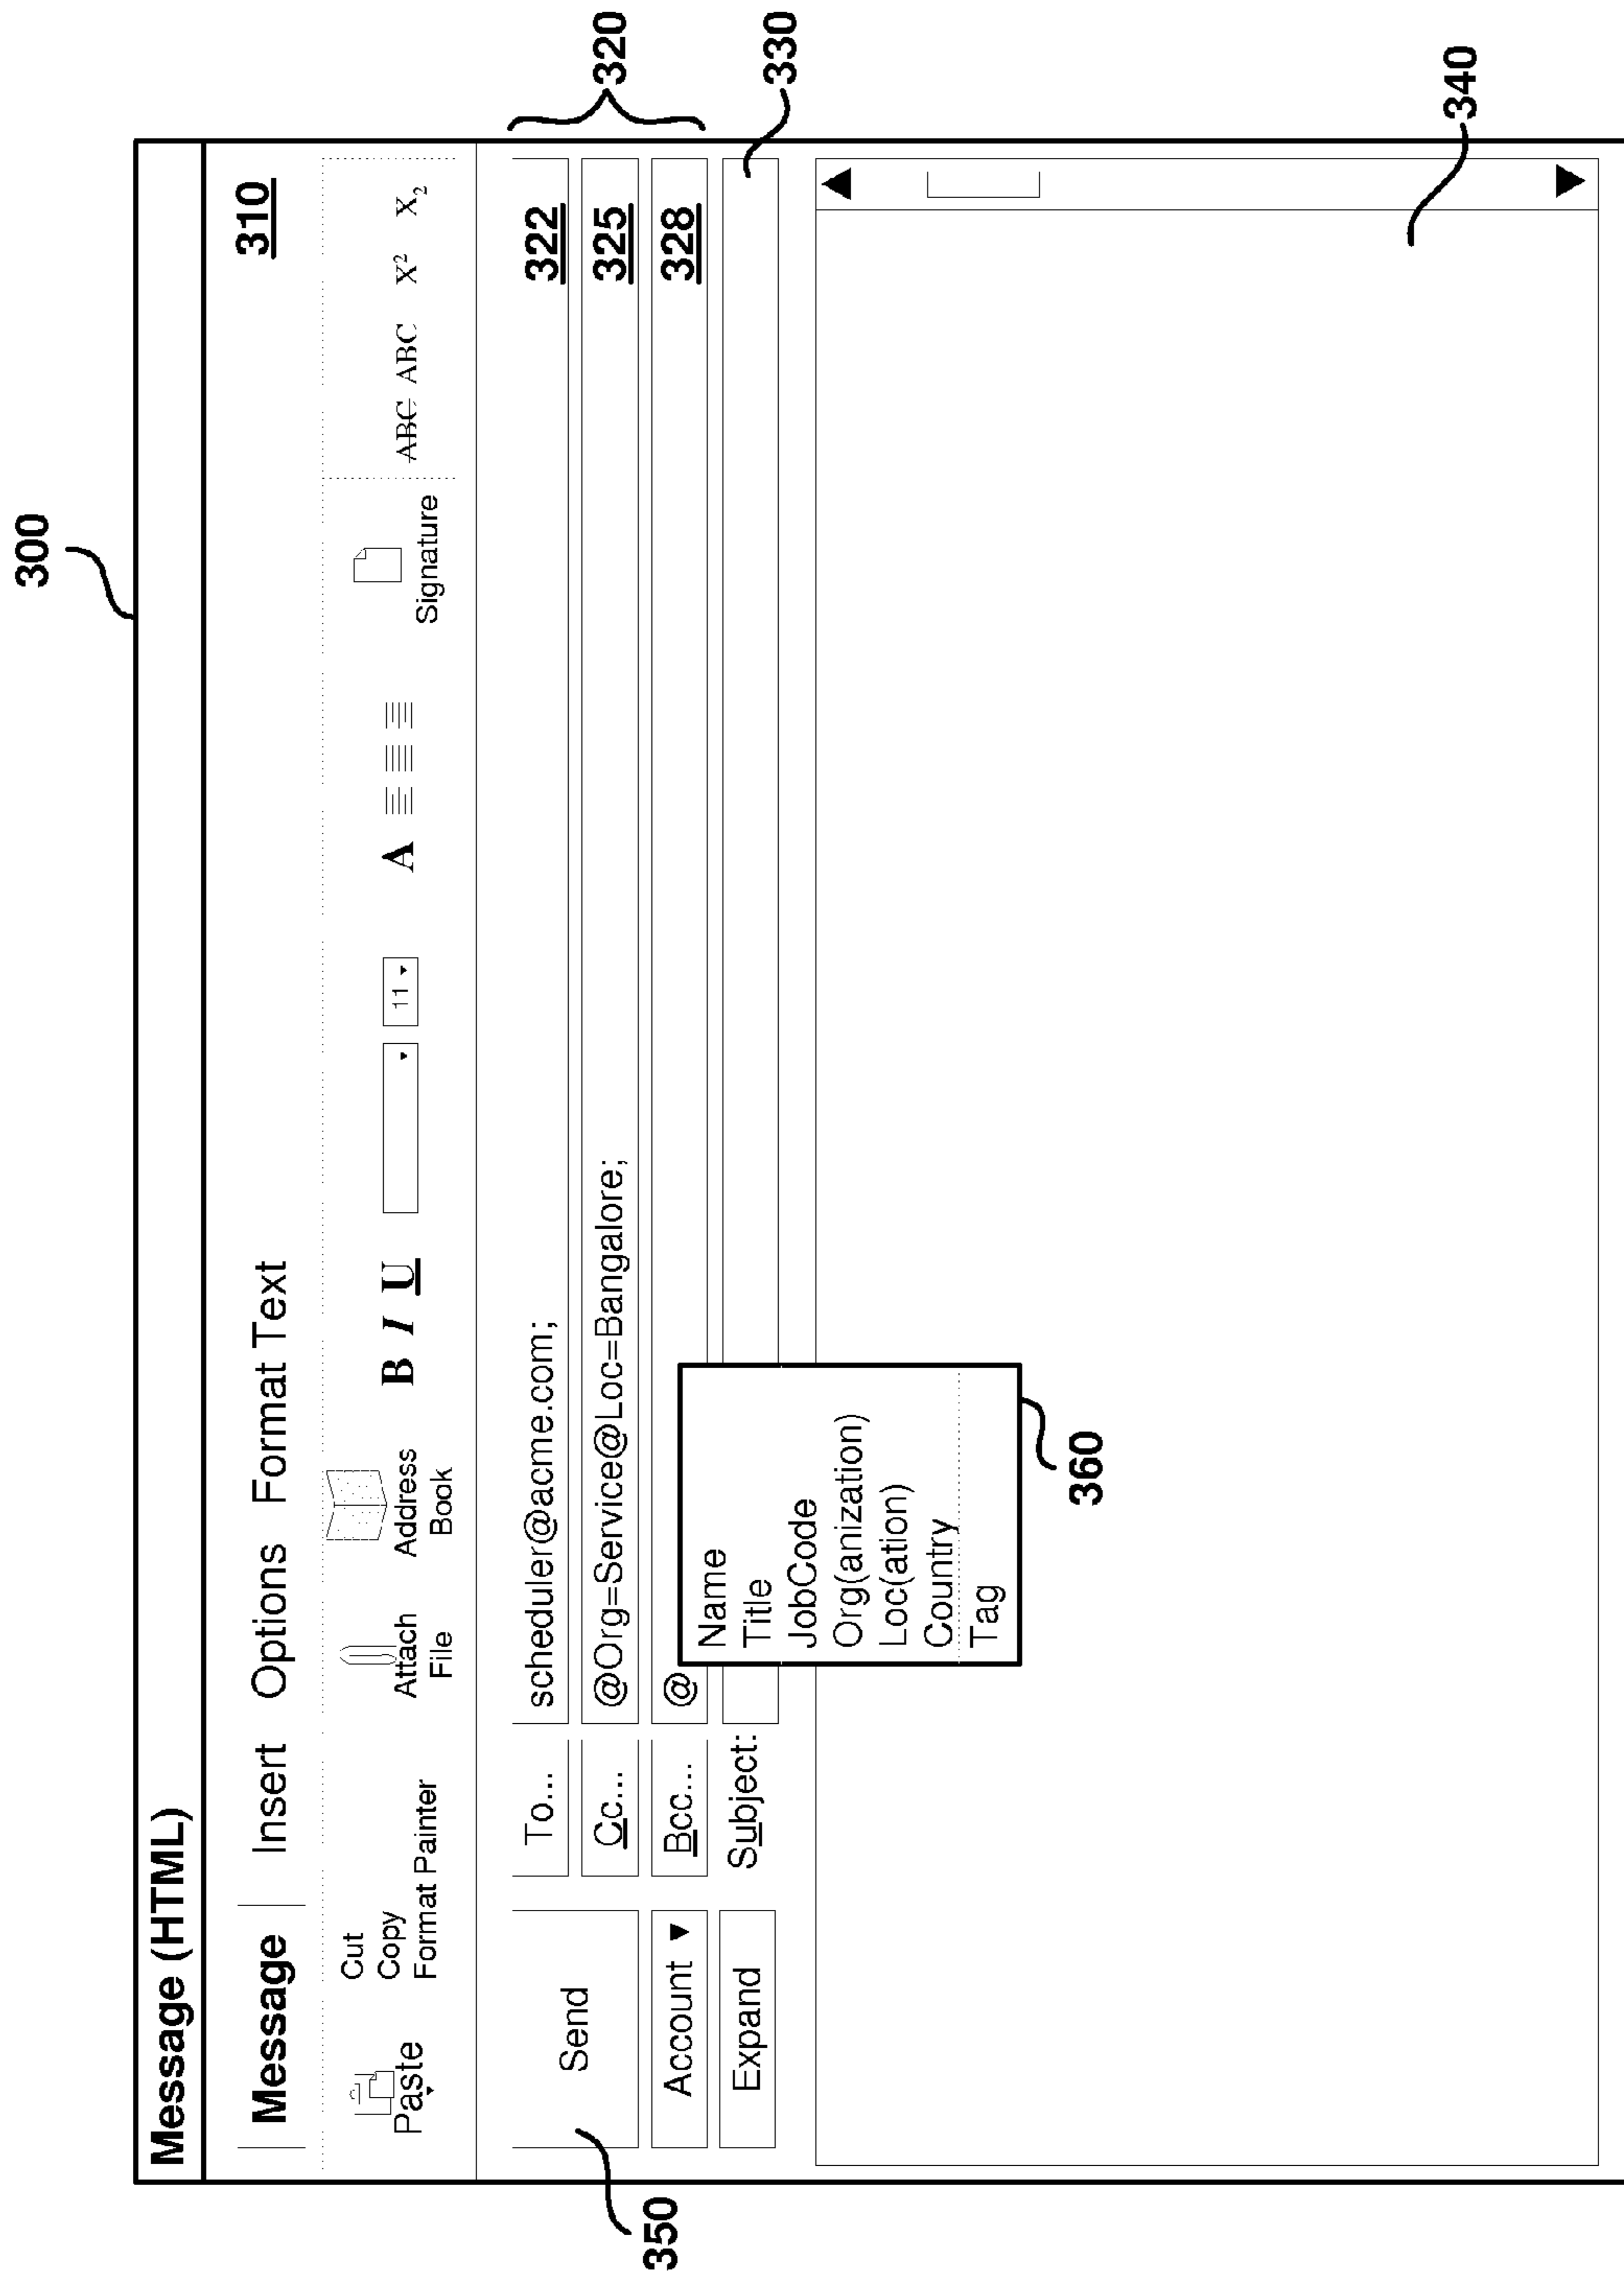 300
Message (HTML)
Message Insert Options Format Text 310
Paste
Cut
Copy
Format Painter
Attach
File
Address
Book
B I U 11 A
Signature
ABC ABC X² X₂
Send
Account
Expand
To... scheduler@acme.com; 322
Cc... @Org=Service@Loc=Bangalore; 325
Bcc... @ 328
Subject:
320
330
Name
Title
JobCode
Org(anization)
Loc(ation)
Country
Tag
340
350
360